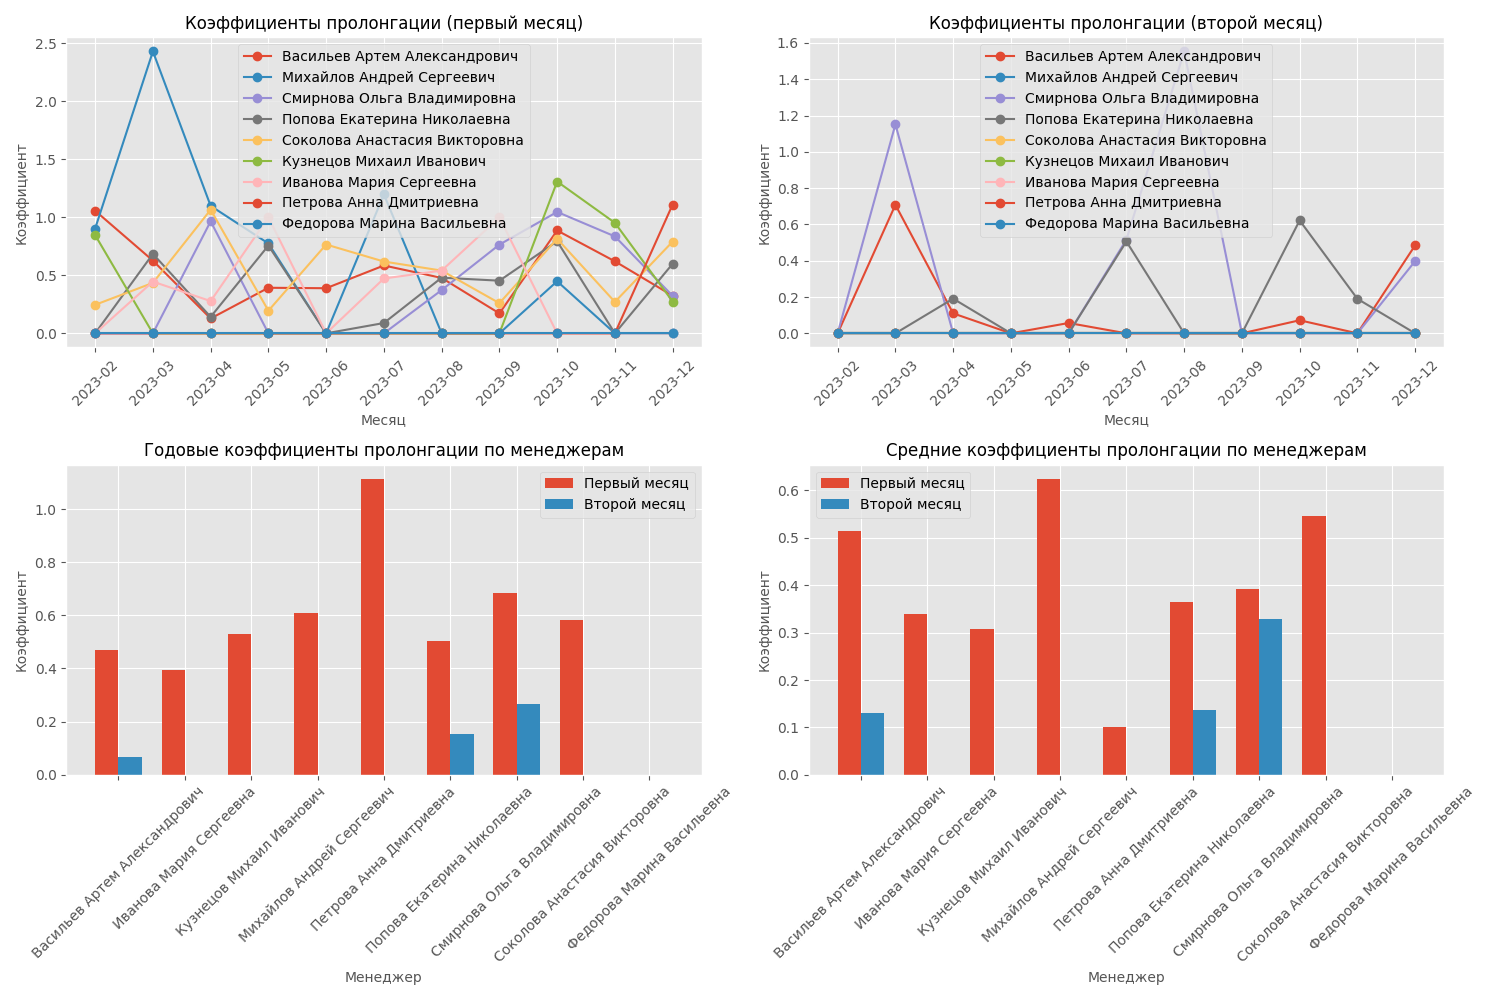 Коэффициенты пролонгации (первый месяц)
2.5
2.0
1.5
1.0
0.5
0.0
Коэффициент
Васильев Артем Александрович
Михайлов Андрей Сергеевич
Смирнова Ольга Владимировна
Попова Екатерина Николаевна
Соколова Анастасия Викторовна
Кузнецов Михаил Иванович
Иванова Мария Сергеевна
Петрова Анна Дмитриевна
Федорова Марина Васильевна
2023-02
2023-03
2023-04
2023-05
2023-06
2023-07
2023-08
2023-09
2023-10
2023-11
2023-12
Месяц
Коэффициенты пролонгации (второй месяц)
1.6
1.4
1.2
1.0
0.8
0.6
0.4
0.2
0.0
Коэффициент
Васильев Артем Александрович
Михайлов Андрей Сергеевич
Смирнова Ольга Владимировна
Попова Екатерина Николаевна
Соколова Анастасия Викторовна
Кузнецов Михаил Иванович
Иванова Мария Сергеевна
Петрова Анна Дмитриевна
Федорова Марина Васильевна
2023-02
2023-03
2023-04
2023-05
2023-06
2023-07
2023-08
2023-09
2023-10
2023-11
2023-12
Месяц
Годовые коэффициенты пролонгации по менеджерам
1.0
0.8
0.6
0.4
0.2
0.0
Коэффициент
Первый месяц
Второй месяц
Васильев Артем Александрович
Иванова Мария Сергеевна
Кузнецов Михаил Иванович
Михайлов Андрей Сергеевич
Петрова Анна Дмитриевна
Попова Екатерина Николаевна
Смирнова Ольга Владимировна
Соколова Анастасия Викторовна
Федорова Марина Васильевна
Менеджер
Средние коэффициенты пролонгации по менеджерам
0.6
0.5
0.4
0.3
0.2
0.1
0.0
Коэффициент
Первый месяц
Второй месяц
Васильев Артем Александрович
Иванова Мария Сергеевна
Кузнецов Михаил Иванович
Михайлов Андрей Сергеевич
Петрова Анна Дмитриевна
Попова Екатерина Николаевна
Смирнова Ольга Владимировна
Соколова Анастасия Викторовна
Федорова Марина Васильевна
Менеджер